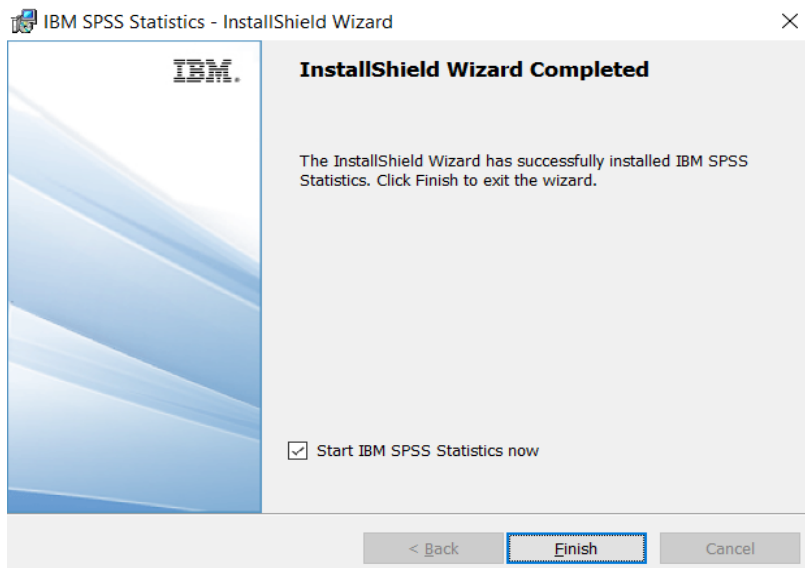 IBM SPSS Statistics - InstallShield Wizard
IBM.
InstallShield Wizard Completed
The InstallShield Wizard has successfully installed IBM SPSS
Statistics. Click Finish to exit the wizard.
Start IBM SPSS Statistics now
< Back Finish Cancel